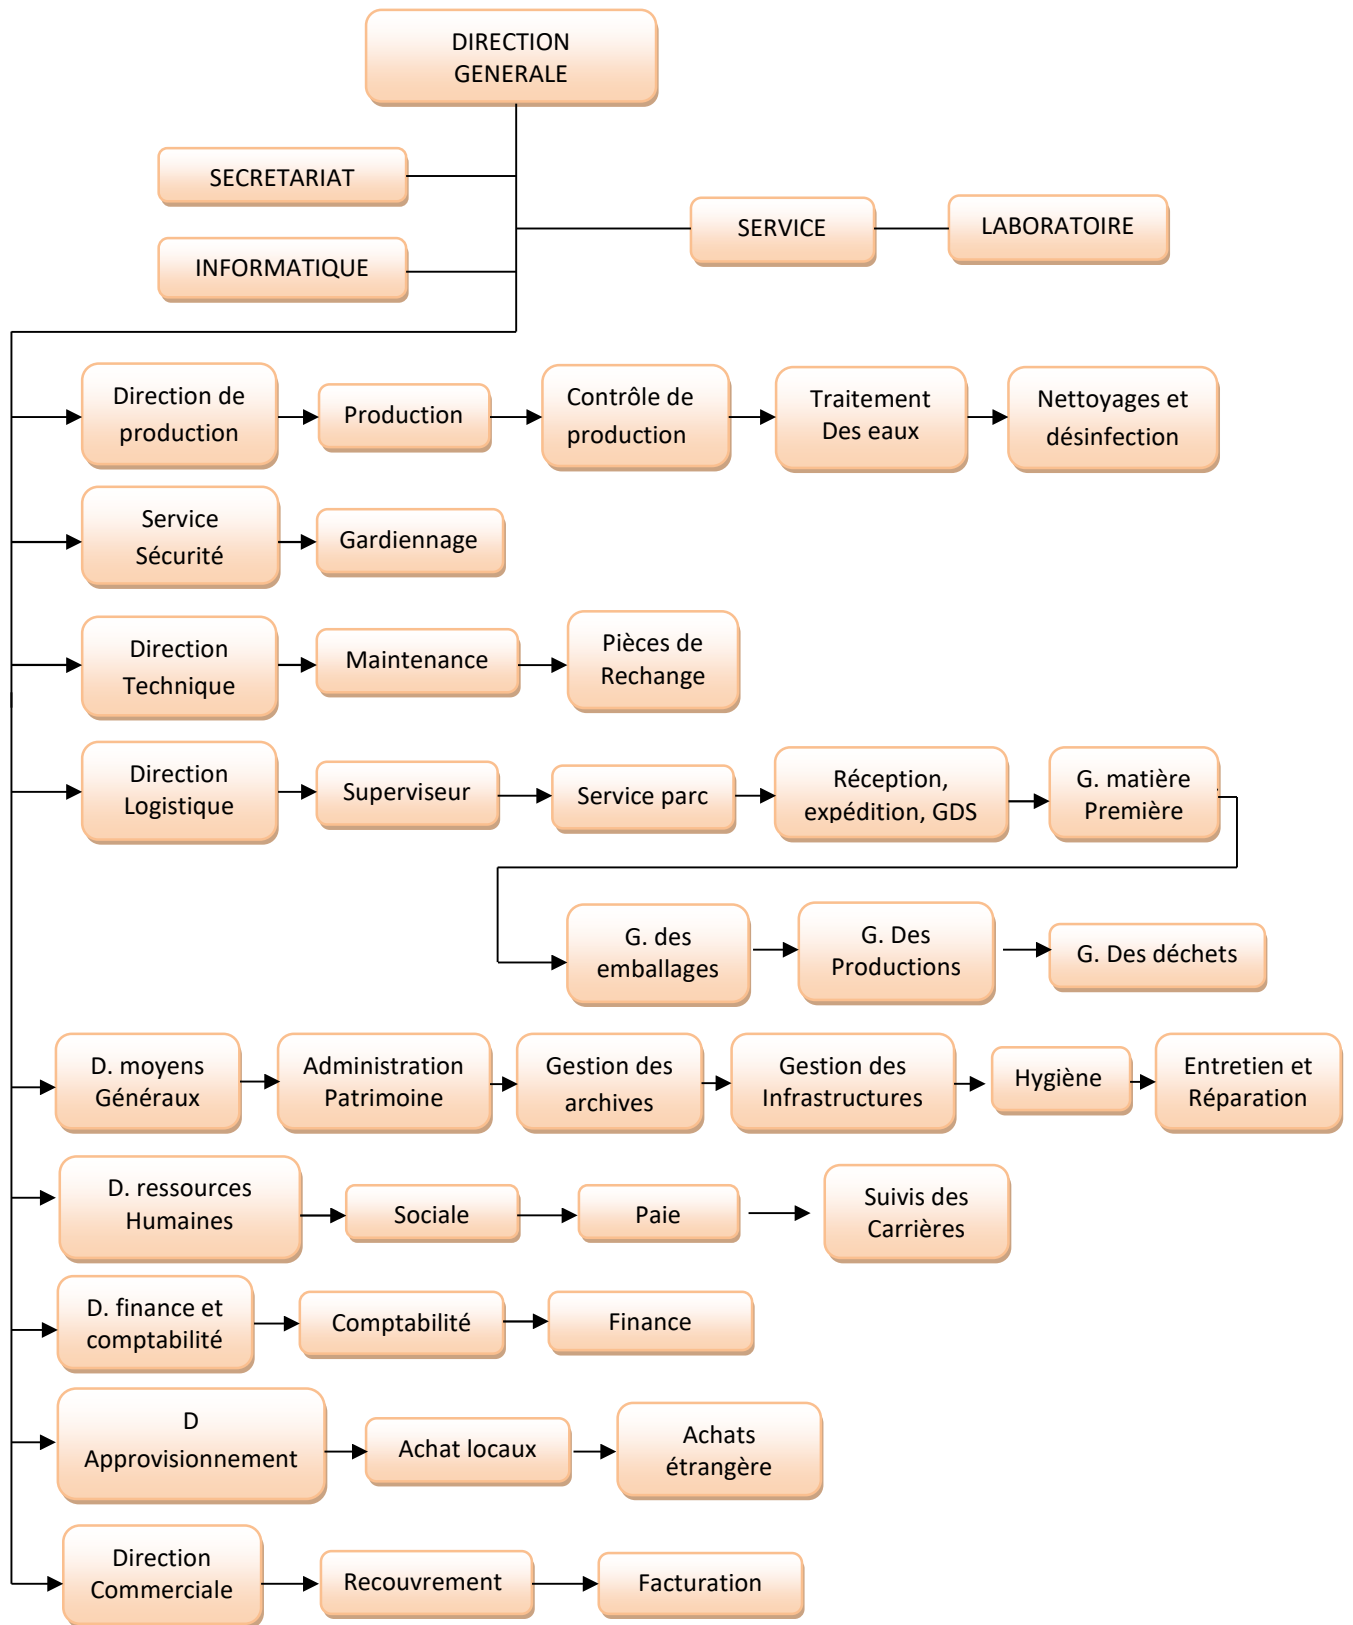 DIRECTION
GENERALE
SECRETARIAT
SERVICE
LABORATOIRE
INFORMATIQUE
Direction de
production
Production
Contrôle de
production
Traitement
Des eaux
Nettoyages et
désinfection
Service
Sécurité
Gardiennage
Direction
Technique
Maintenance
Pièces de
Rechange
Direction
Logistique
Superviseur
Service parc
Réception,
expédition, GDS
G. matière
Première
G. des
emballages
G. Des
Productions
G. Des déchets
D. moyens
Généraux
Administration
Patrimoine
Gestion des
archives
Gestion des
Infrastructures
Hygiène
Entretien et
Réparation
D. ressources
Humaines
Sociale
Paie
Suivis des
Carrières
D. finance et
comptabilité
Comptabilité
Finance
D
Approvisionnement
Achat locaux
Achats
étrangère
Direction
Commerciale
Recouvrement
Facturation